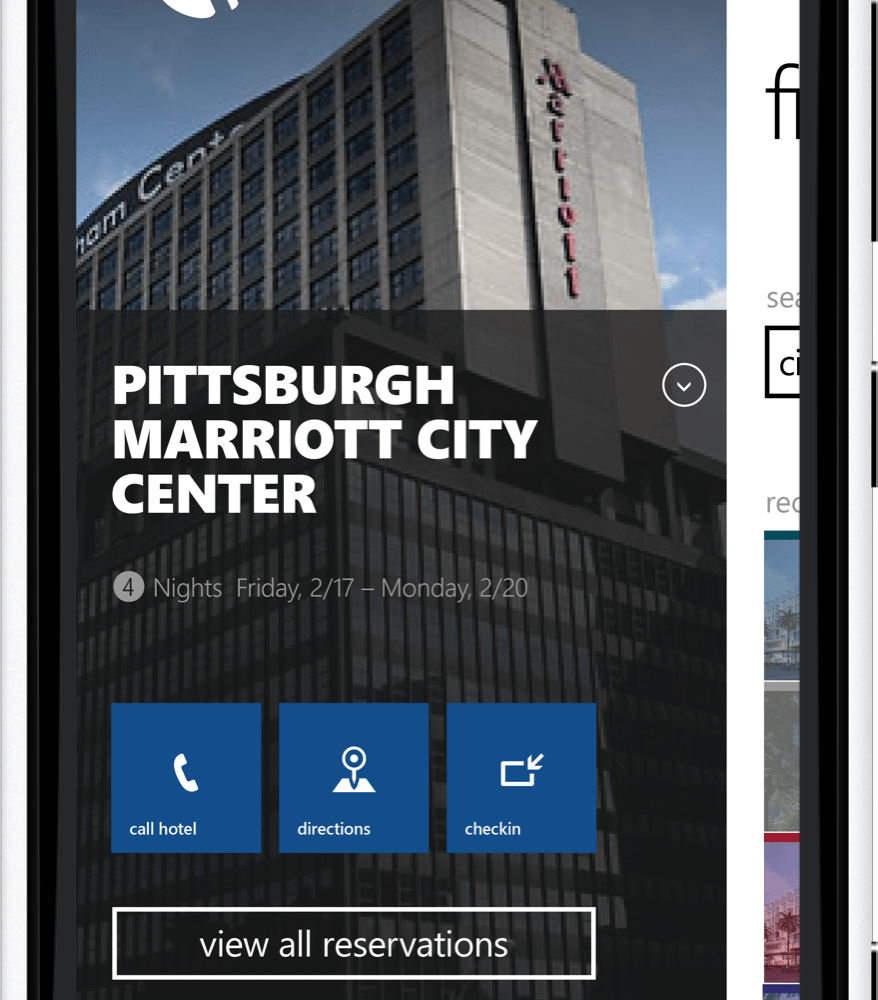 ham Cente
Marriott
PITTSBURGH
MARRIOTT CITY
CENTER
4 Nights Friday, 2/17 – Monday, 2/20
call hotel
directions
checkin
view all reservations
fi
sea
ci
rec